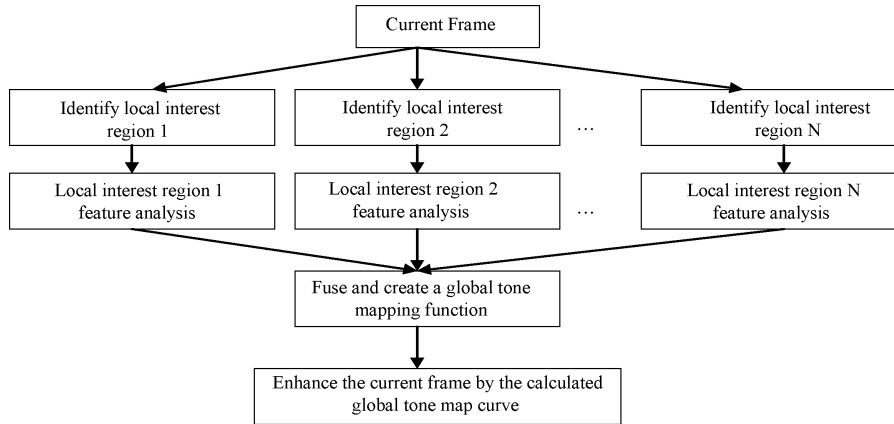 Current Frame
Identify local interest
region 1
Identify local interest
region 2
...
Identify local interest
region N
Local interest region 1
feature analysis
Local interest region 2
feature analysis
...
Local interest region N
feature analysis
Fuse and create a global tone
mapping function
Enhance the current frame by the calculated
global tone map curve